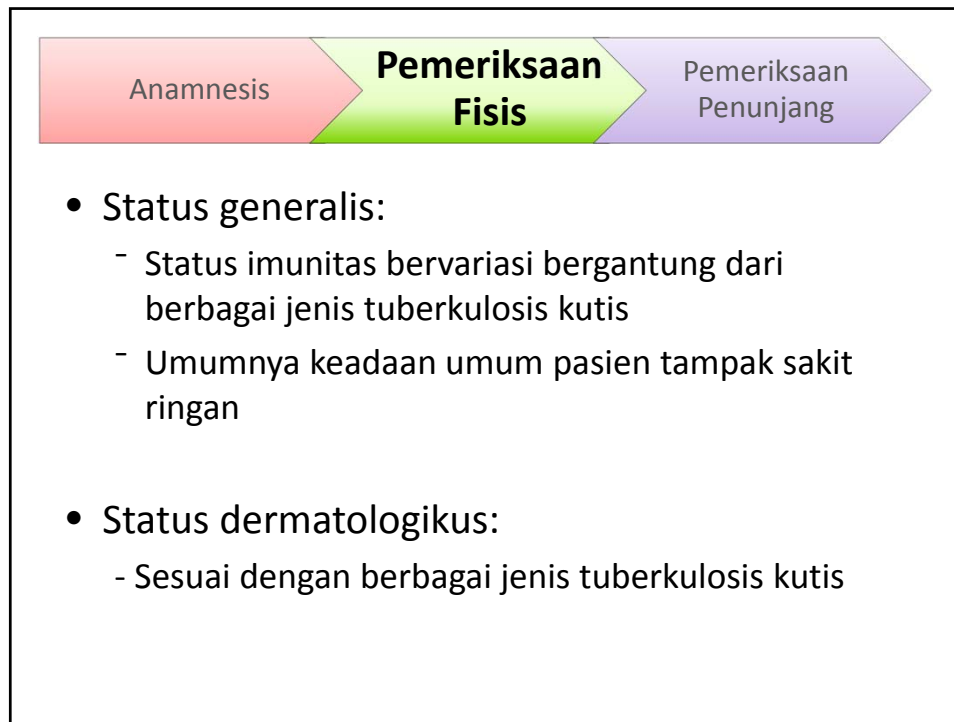 Anamnesis
Pemeriksaan
Fisis
Pemeriksaan
Penunjang
• Status generalis:
⁻ Status imunitas bervariasi bergantung dari
berbagai jenis tuberkulosis kutis
⁻ Umumnya keadaan umum pasien tampak sakit
ringan
• Status dermatologikus:
- Sesuai dengan berbagai jenis tuberkulosis kutis